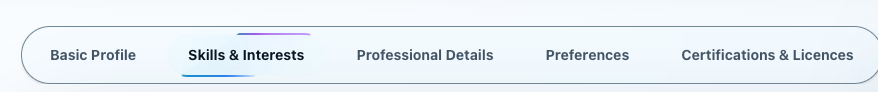 Basic Profile Skills & Interests Professional Details Preferences Certifications & Licences